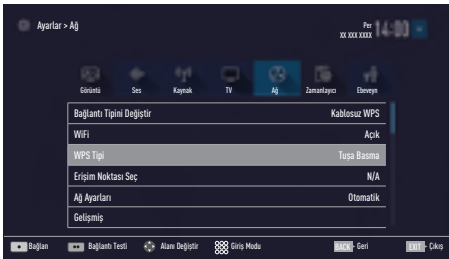 Ayarlar > Ağ
Per
XX XXX XXXX
14:00
Görüntü Ses Kaynak TV Ağ Zamanlayıcı Ebeveyn
Bağlantı Tipini Değiştir Kablosuz WPS
WiFi Açık
WPS Tipi Tuşa Basma
Erişim Noktası Seç N/A
Ağ Ayarları Otomatik
Gelişmiş
Bağlan Bağlantı Testi Alanı Değiştir Giriş Modu BACK - Geri EXIT - Çıkış